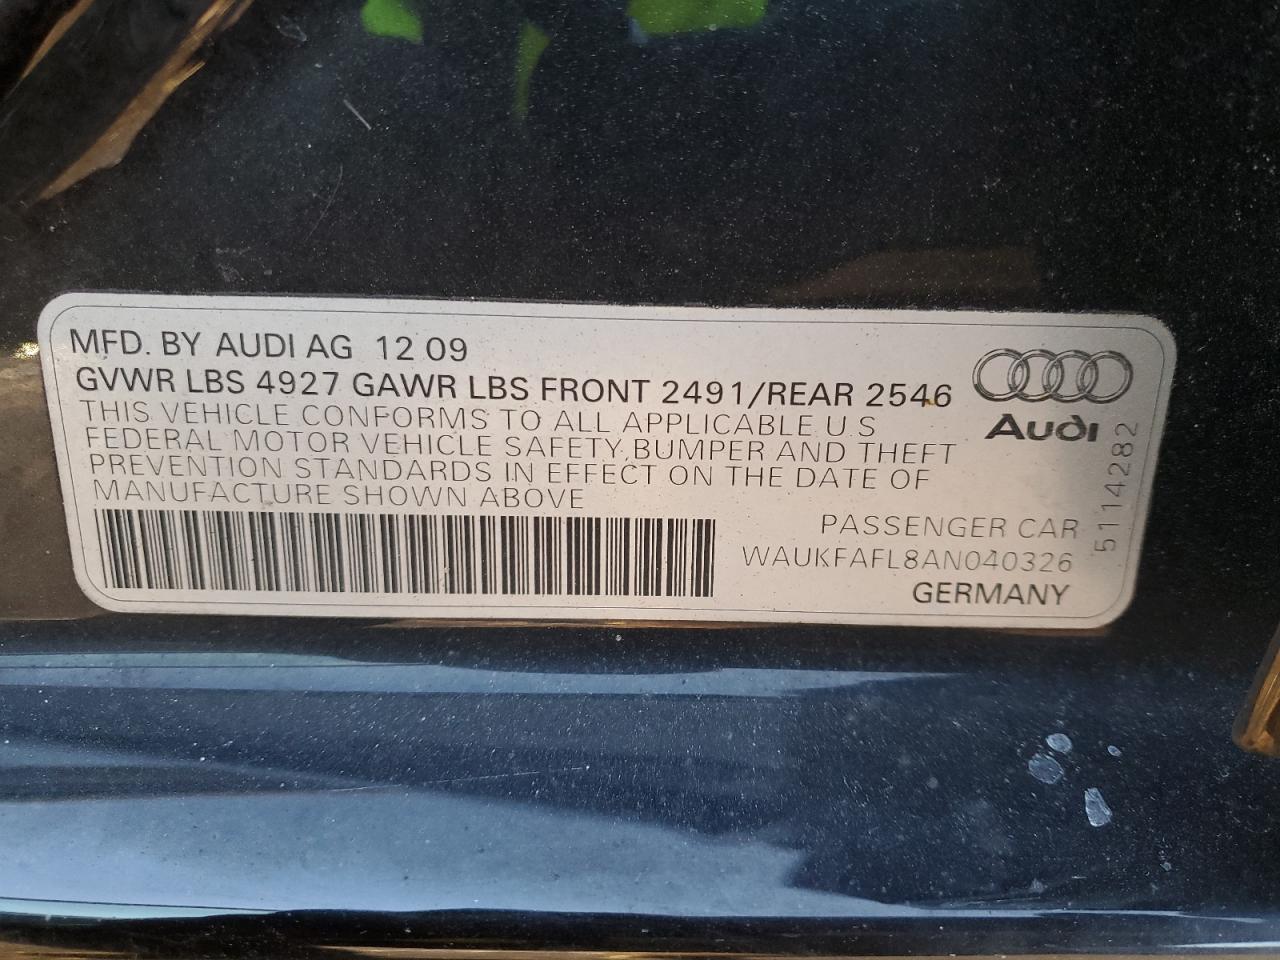 MFD. BY AUDI AG 12 09
GVWR LBS 4927 GAWR LBS FRONT 2491/REAR 2546
THIS VEHICLE CONFORMS TO ALL APPLICABLE U S
FEDERAL MOTOR VEHICLE SAFETY, BUMPER AND THEFT
PREVENTION STANDARDS IN EFFECT ON THE DATE OF
MANUFACTURE SHOWN ABOVE
Audi
PASSENGER CAR
WAUKFAFL8AN040326
GERMANY
5114282